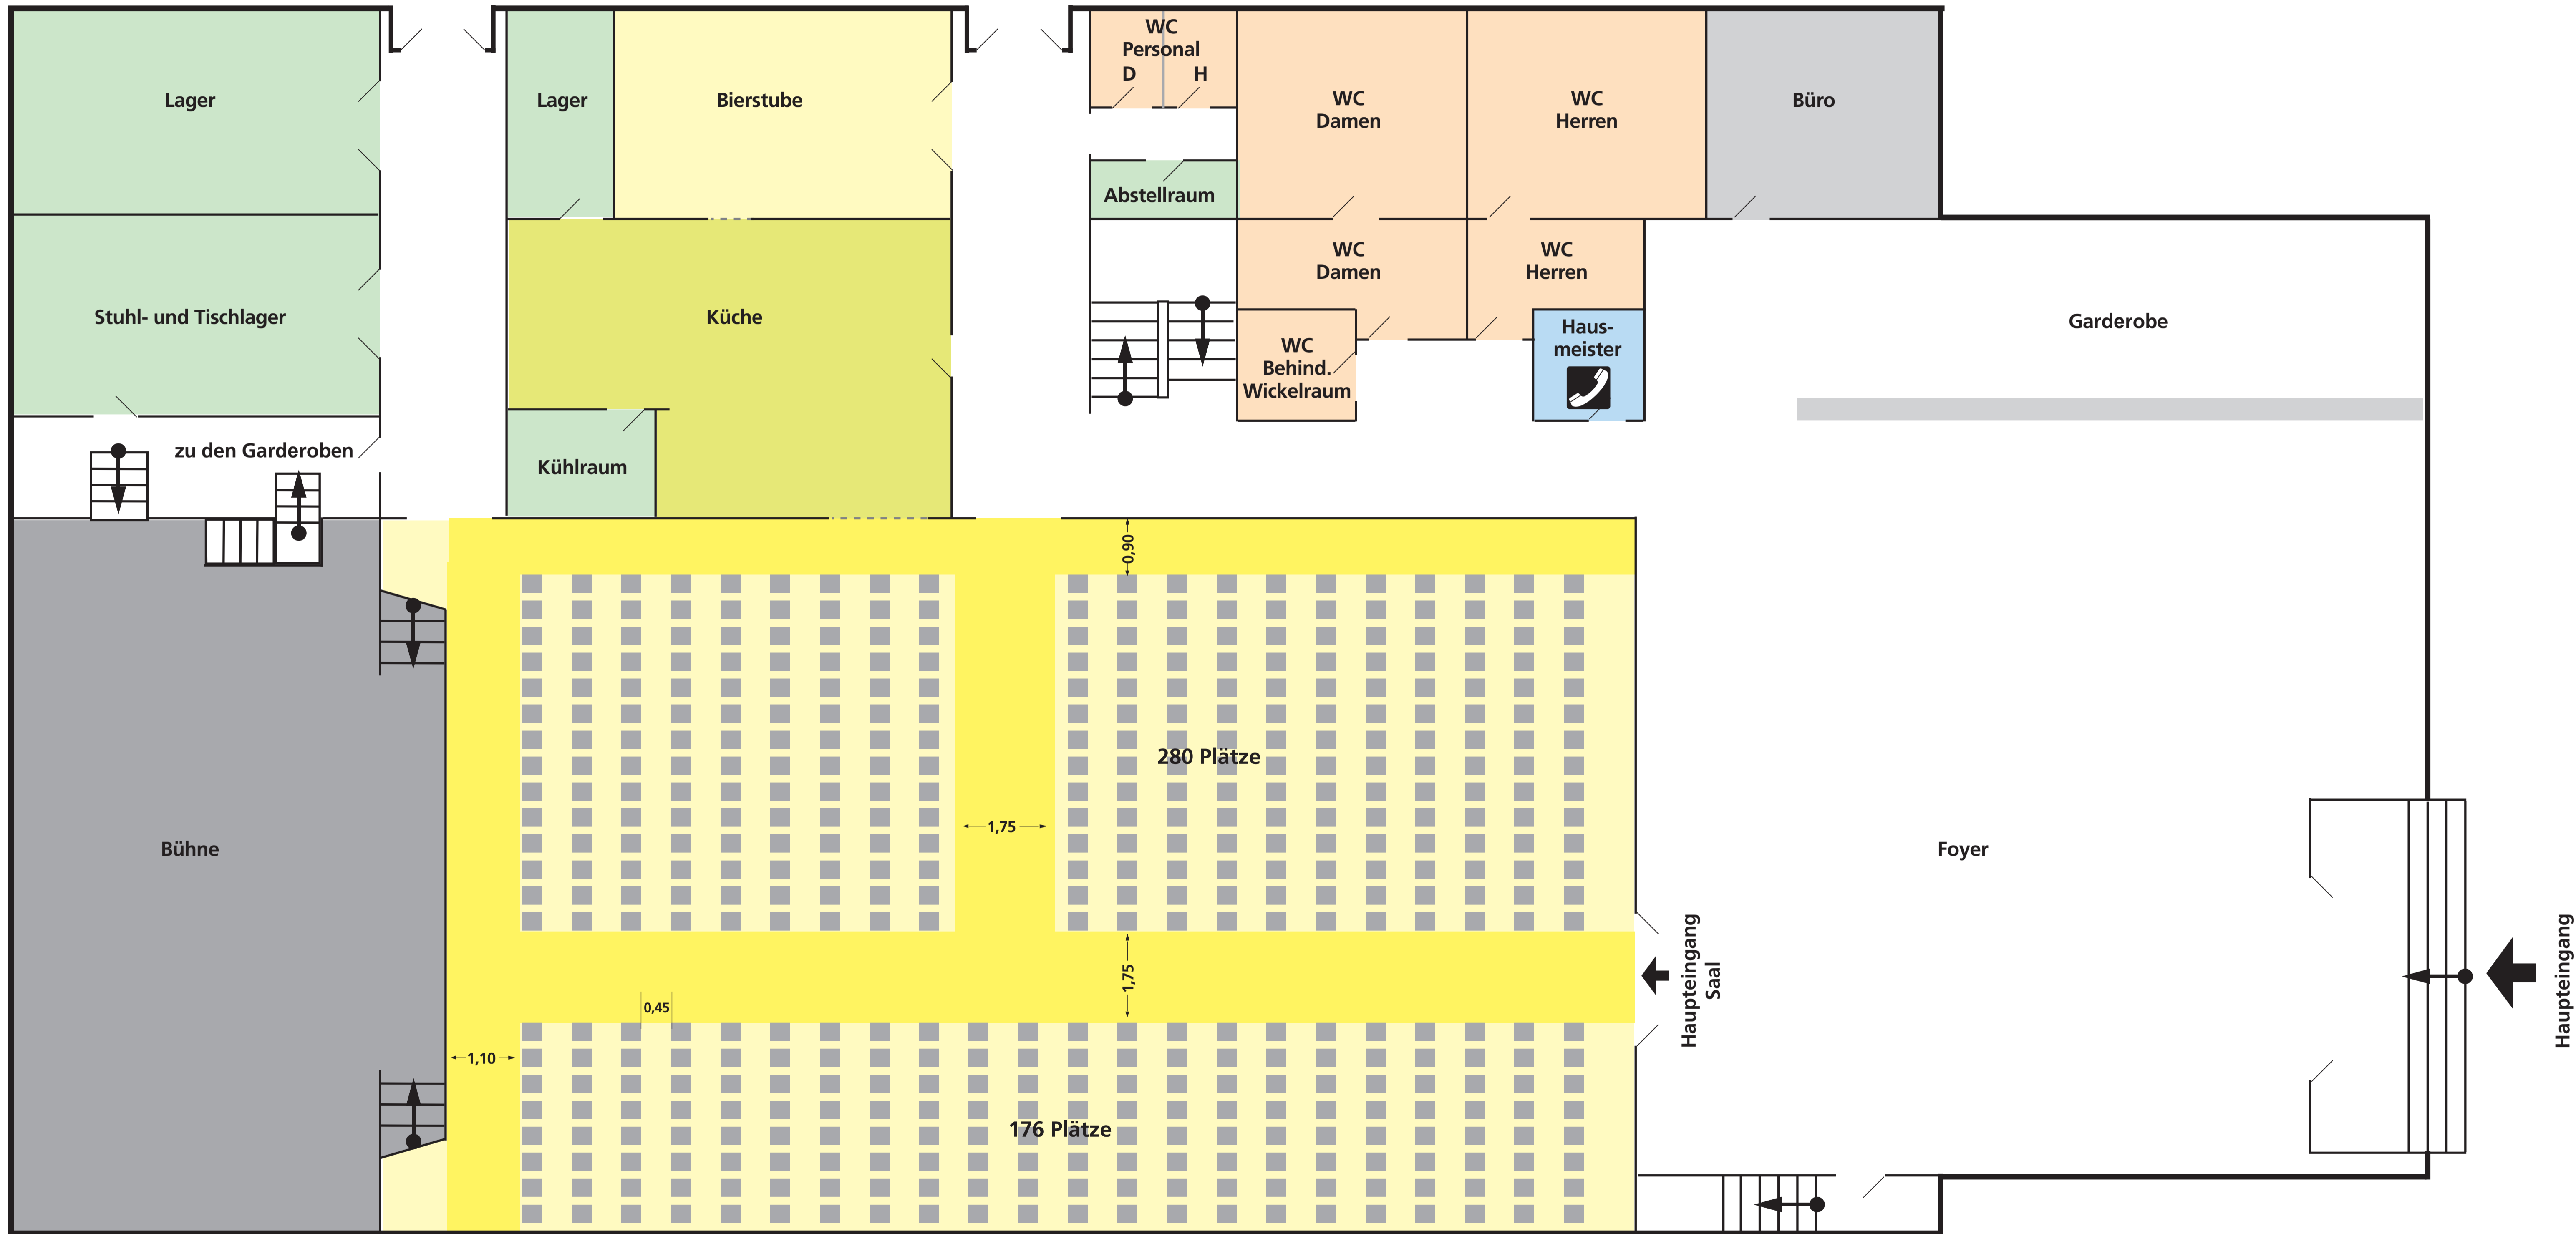 WC
Personal
D H
Lager
Lager
Bierstube
WC
Damen
WC
Herren
Büro
Abstellraum
WC
Damen
WC
Herren
Stuhl- und Tischlager
Küche
Haus-
meister
Garderobe
WC
Behind.
Wickelraum
zu den Garderoben
Kühlraum
0,90
280 Plätze
1,75
Bühne
Foyer
1,75
Haupteingang
Saal
Haupteingang
0,45
1,10
176 Plätze